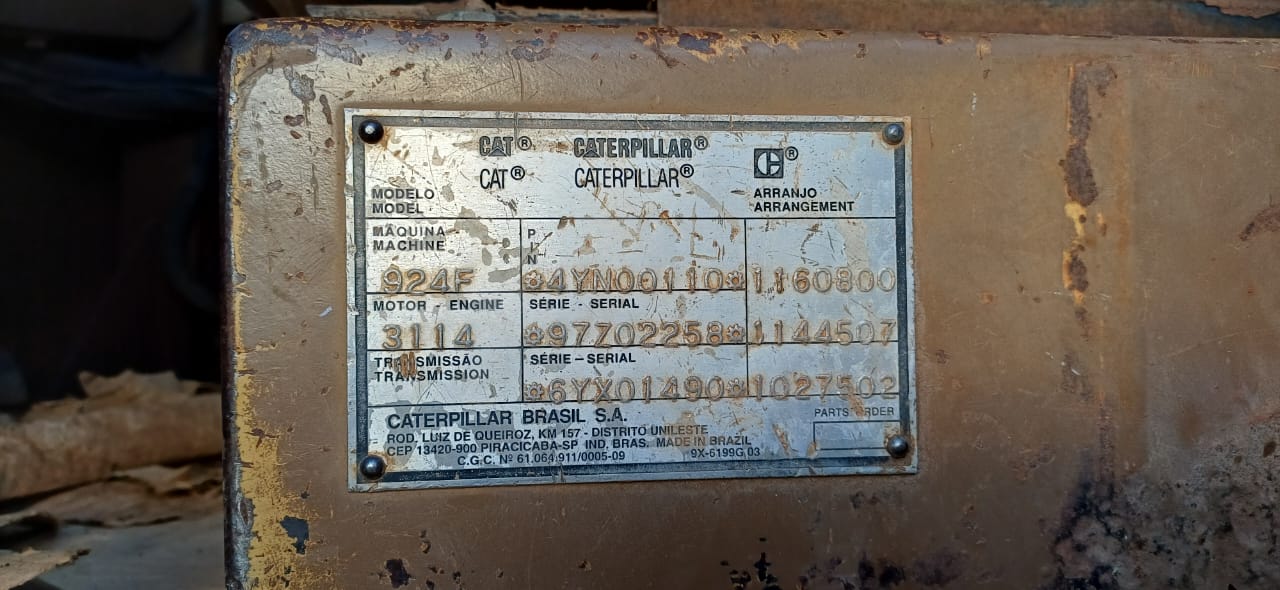 CAT® CATERPILLAR®
CAT® CATERPILLAR®
MODELO
MODEL
ARRANJO
ARRANGEMENT
MÁQUINA
MACHINE
PIN
924F *4YN00110* 1160800
MOTOR - ENGINE SÉRIE - SERIAL
3114 *97Z02258* 1144507
TRANSMISSÃO SÉRIE - SERIAL
TRANSMISSION
*6YX01490* 1027502
CATERPILLAR BRASIL S.A. PARTS ORDER
ROD. LUIZ DE QUEIROZ, KM 157 - DISTRITO UNILESTE
CEP 13420-900 PIRACICABA-SP IND. BRAS. MADE IN BRAZIL
C.G.C. Nº 61.064.911/0005-09 9X-6199G,03